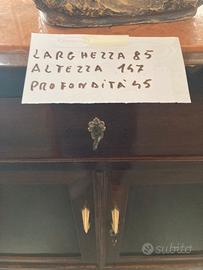 LARGHEZZA 85
ALTEZZA 147
PROFONDITÀ 45
subito